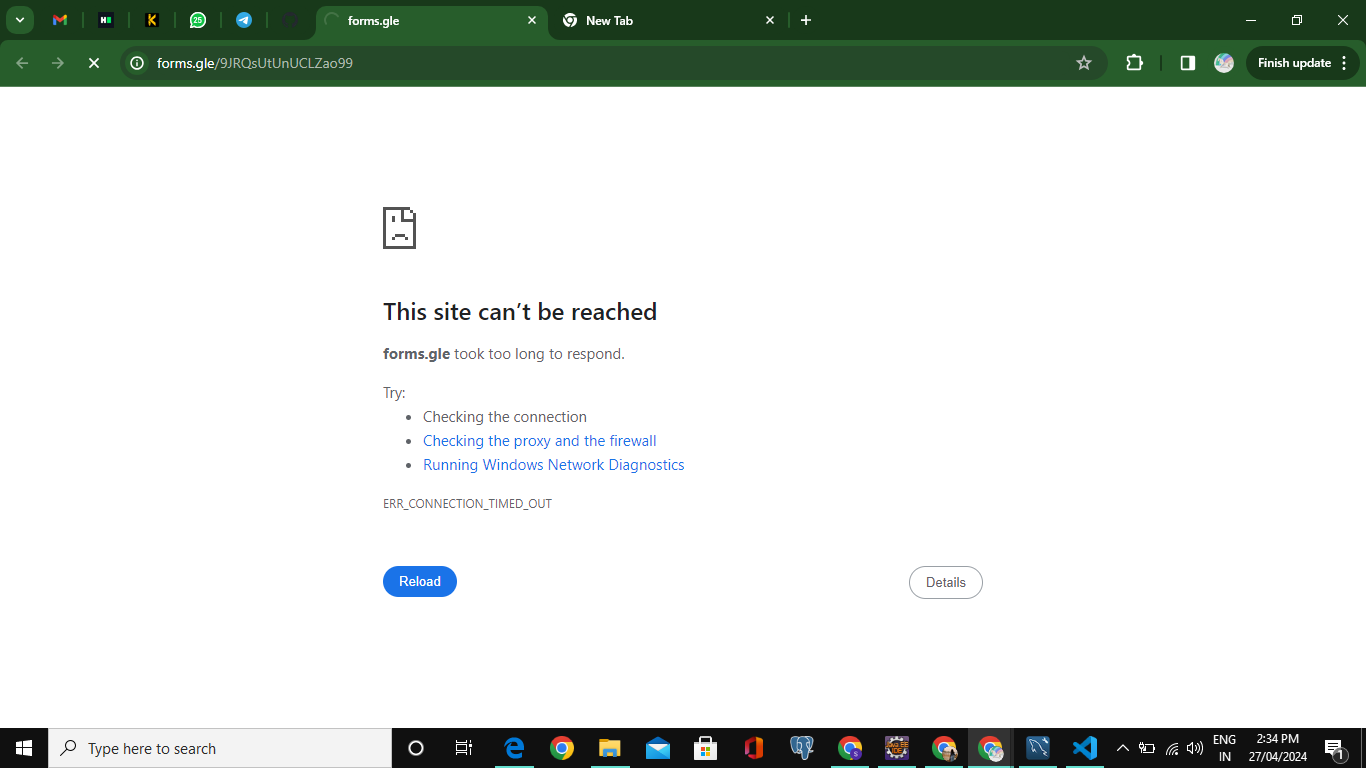 forms.gle
New Tab
forms.gle/9JRQsUtUnUCLZao99
Finish update
This site can’t be reached
forms.gle took too long to respond.
Try:
Checking the connection
Checking the proxy and the firewall
Running Windows Network Diagnostics
ERR_CONNECTION_TIMED_OUT
Reload
Details
Type here to search
ENG
IN
2:34 PM
27/04/2024
1
25
K